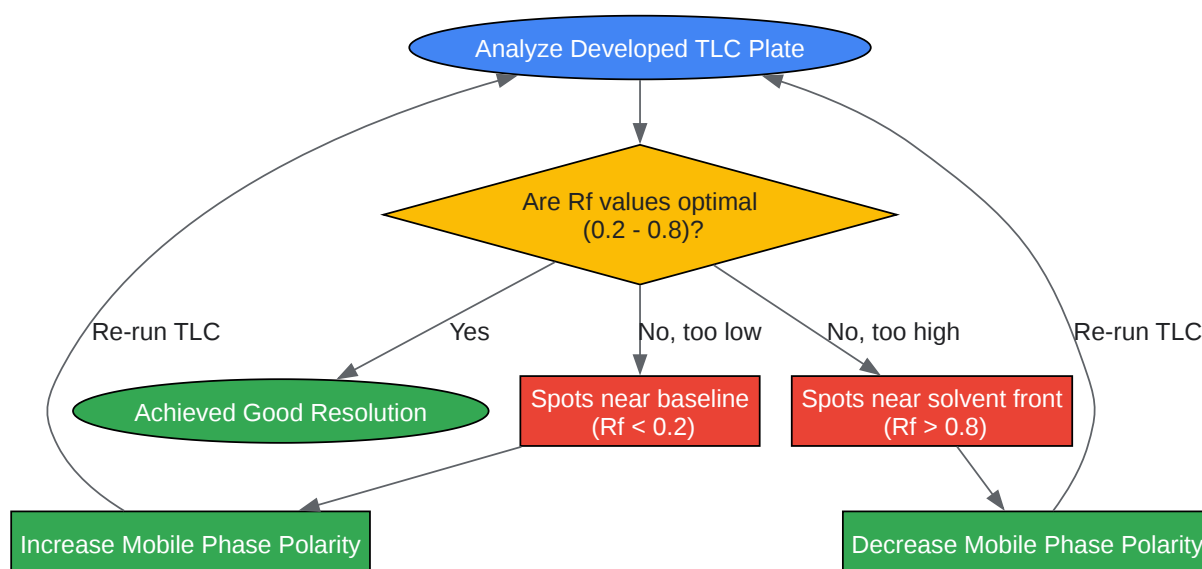 Analyze Developed TLC Plate
Are Rf values optimal
(0.2 - 0.8)?
Re-run TLC
Yes
No, too low
No, too high
Re-run TLC
Achieved Good Resolution
Spots near baseline
(Rf < 0.2)
Spots near solvent front
(Rf > 0.8)
Increase Mobile Phase Polarity
Decrease Mobile Phase Polarity